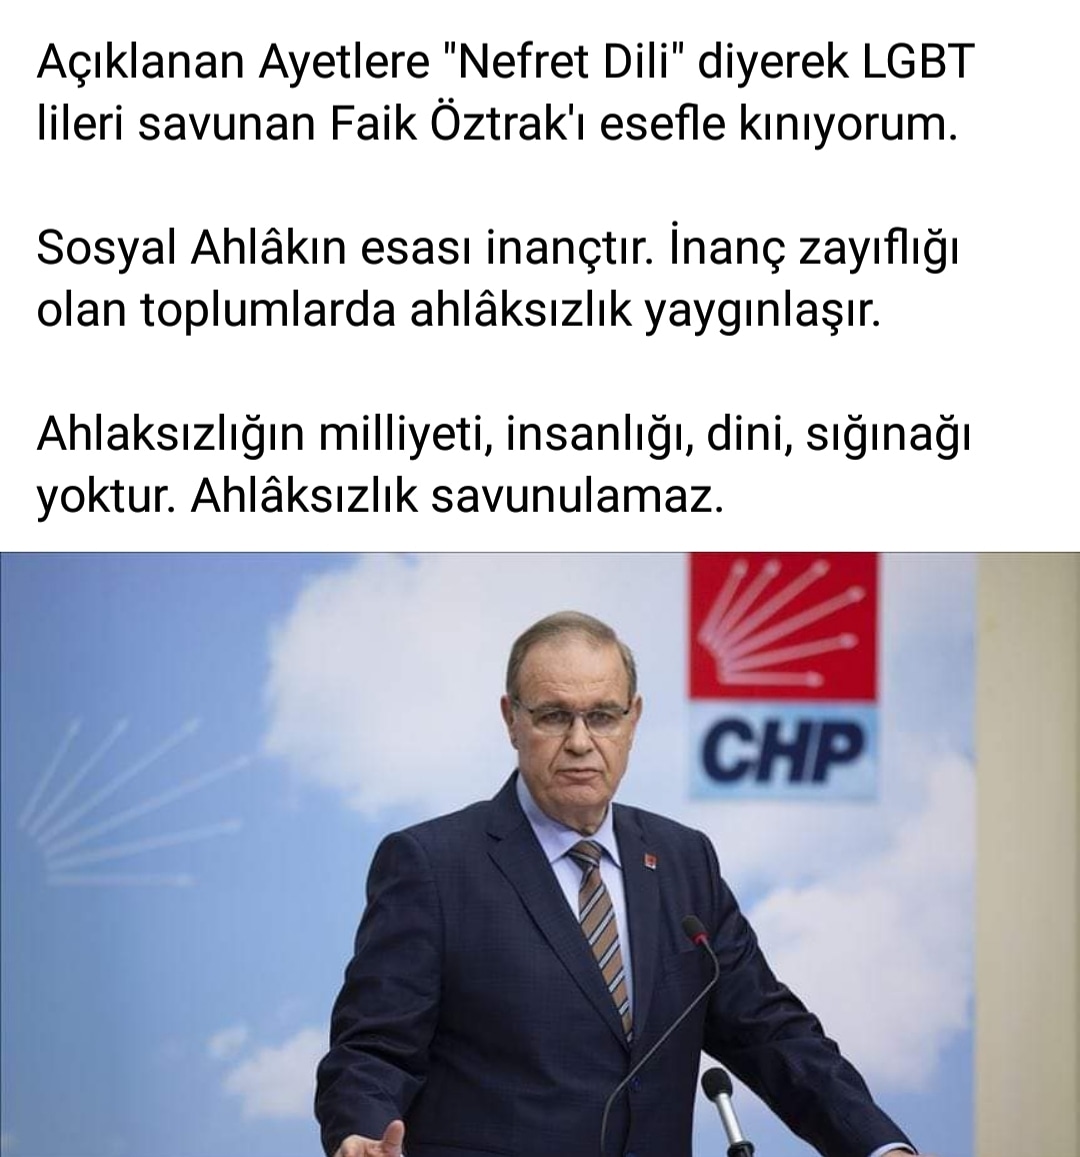 Açıklanan Ayetlere "Nefret Dili" diyerek LGBT
lileri savunan Faik Öztrak'ı esefle kınıyorum.
Sosyal Ahlâkın esası inançtır. İnanç zayıflığı
olan toplumlarda ahlâksızlık yaygınlaşır.
Ahlaksızlığın milliyeti, insanlığı, dini, sığınağı
yoktur. Ahlâksızlık savunulamaz.
CHP